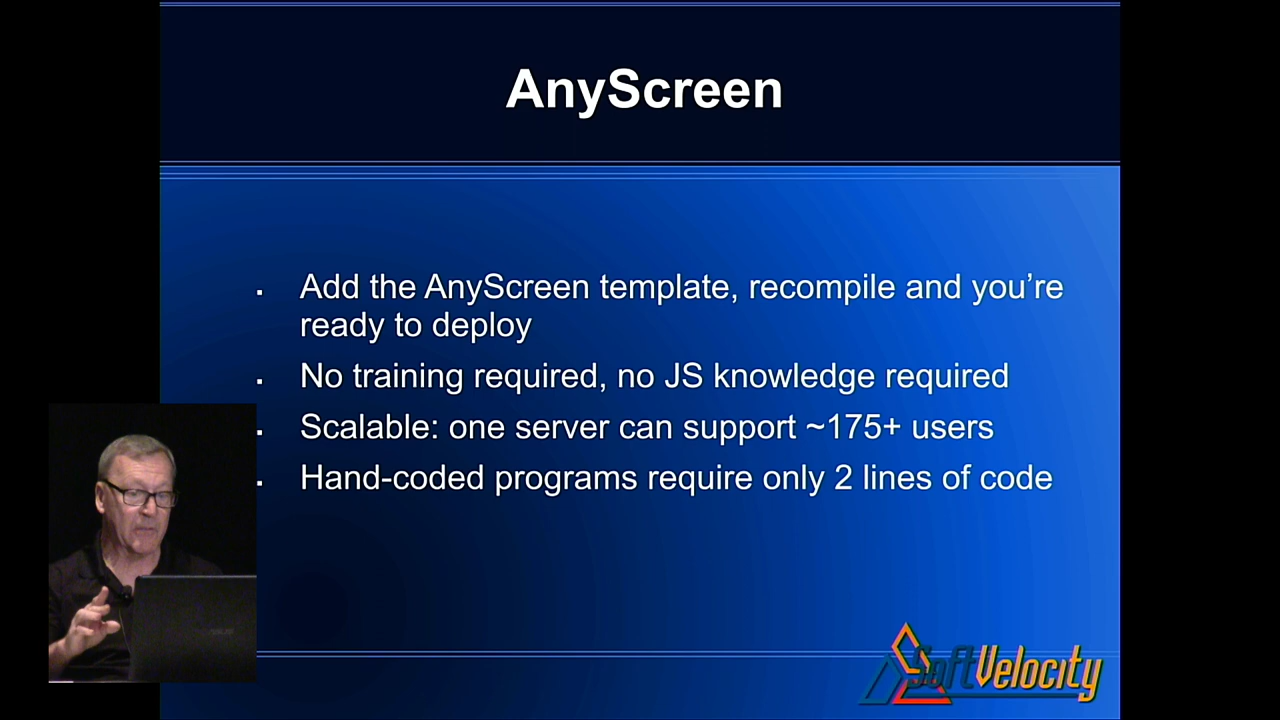 AnyScreen
Add the AnyScreen template, recompile and you're
ready to deploy
No training required, no JS knowledge required
Scalable: one server can support ~175+ users
Hand-coded programs require only 2 lines of code
SoftVelocity